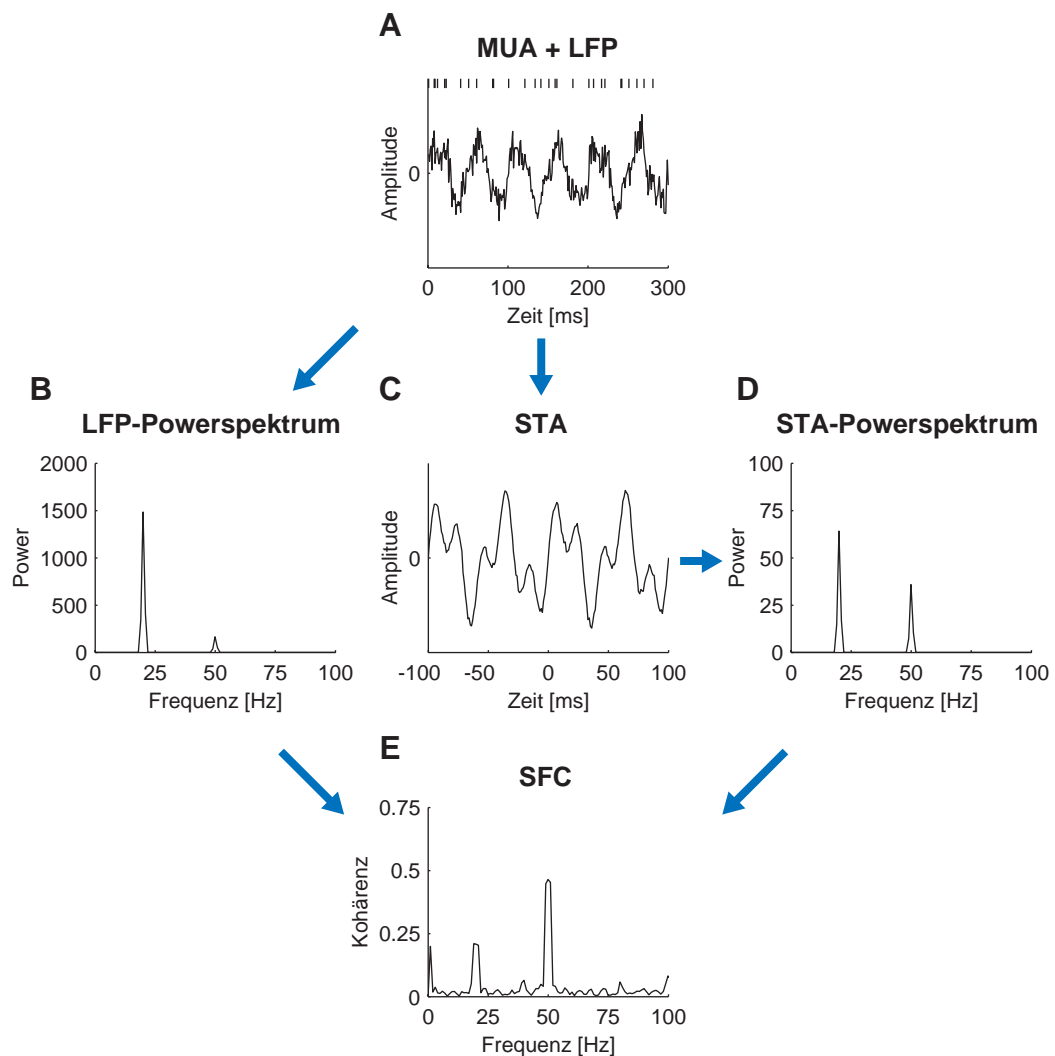 A
MUA + LFP
Amplitude
0
0 100 200 300
Zeit [ms]
B
LFP-Powerspektrum
Power
2000
1500
1000
500
0
0 25 50 75 100
Frequenz [Hz]
C
STA
Amplitude
0
-100 -50 0 50 100
Zeit [ms]
D
STA-Powerspektrum
Power
100
75
50
25
0
0 25 50 75 100
Frequenz [Hz]
E
SFC
Kohärenz
0.75
0.5
0.25
0
0 25 50 75 100
Frequenz [Hz]